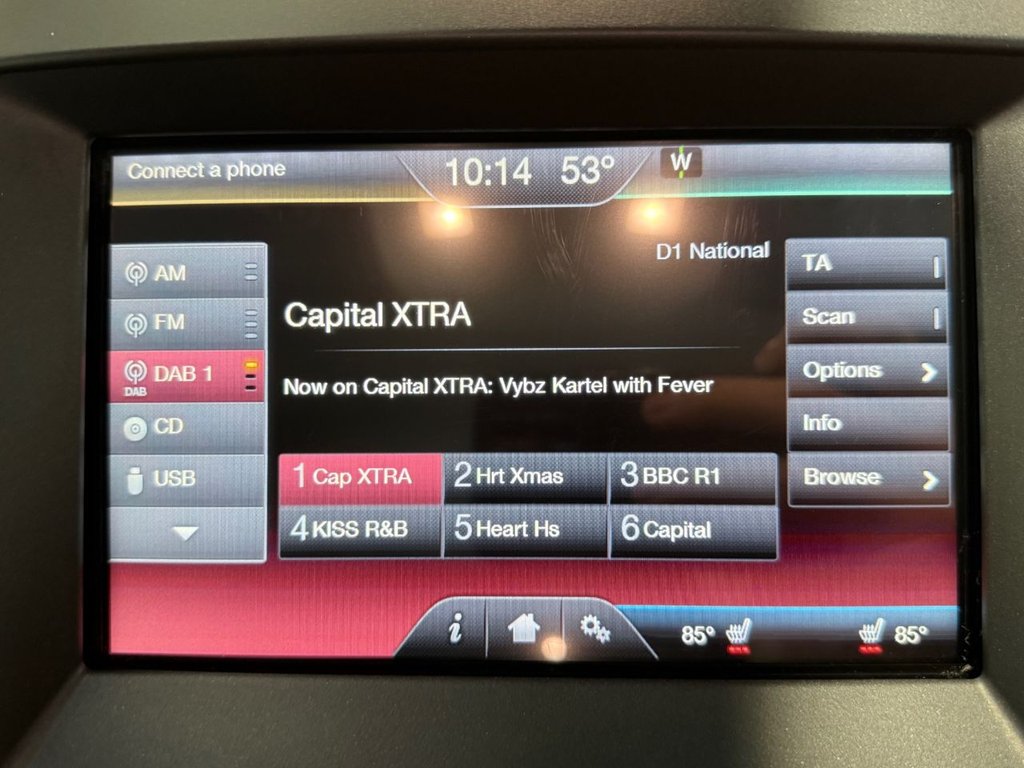 Connect a phone
10:14 53°
W
D1 National
AM
FM
DAB 1
DAB
CD
USB
Capital XTRA
Now on Capital XTRA: Vybz Kartel with Fever
1 Cap XTRA
2 Hrt Xmas
3 BBC R1
4 KISS R&B
5 Heart Hs
6 Capital
TA
Scan
Options
Info
Browse
i
85°
85°